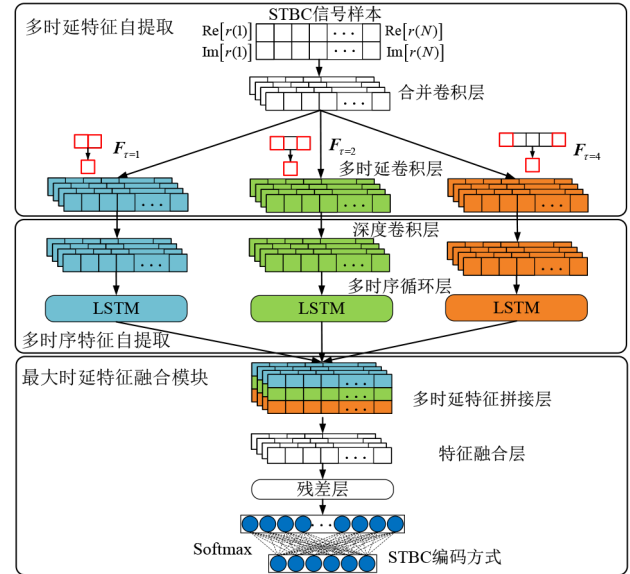 STBC信号样本
多时延特征自提取
Re[r(1)]
Re[r(N)]
Im[r(1)]
Im[r(N)]
合并卷积层
F τ=1
F τ=2
F τ=4
多时延卷积层
深度卷积层
多时序循环层
LSTM
LSTM
LSTM
多时序特征自提取
最大时延特征融合模块
多时延特征拼接层
特征融合层
残差层
Softmax
STBC编码方式